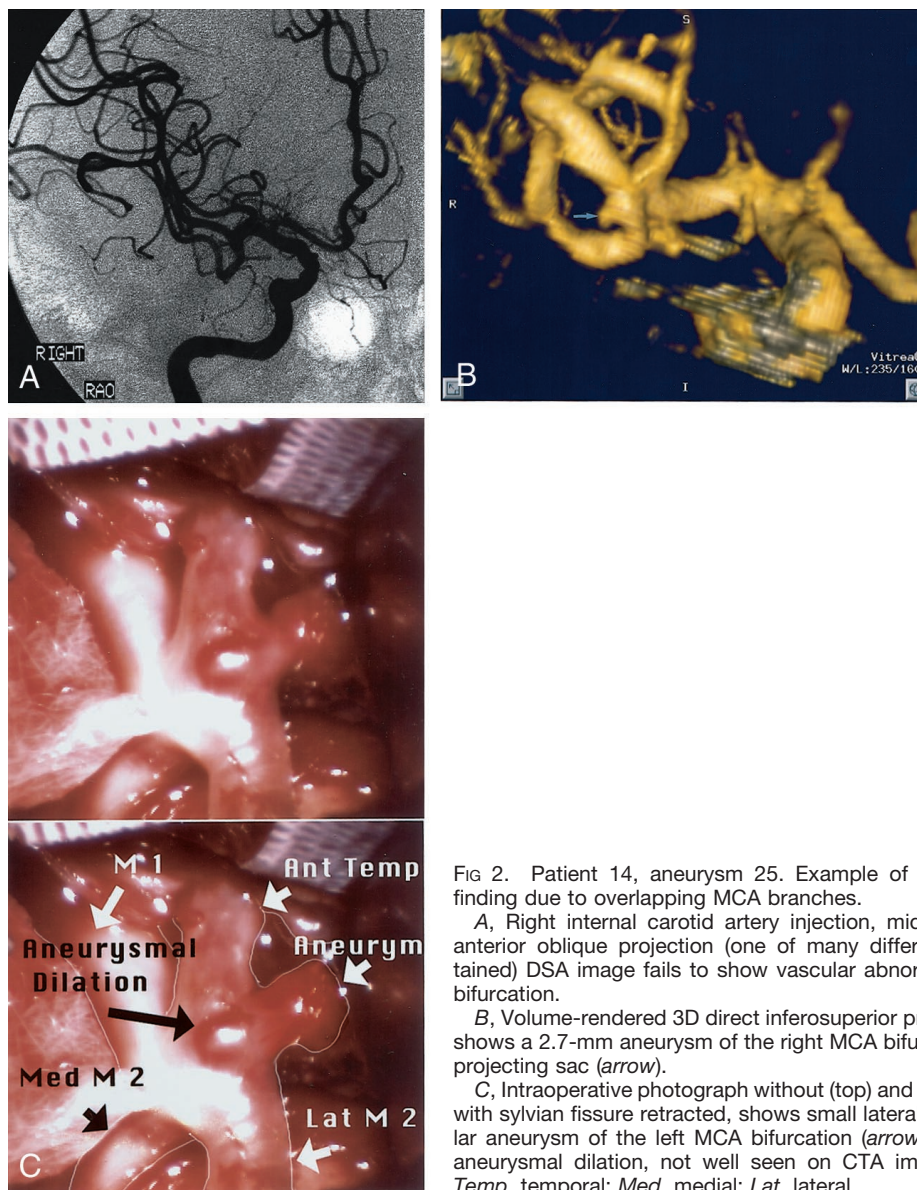 RIGHT
RAO
A
S
R
VitreaⓇ
W/L:235/160
I
B
M 1
Ant Temp
Aneurysmal
Dilation
Aneurym
Med M 2
Lat M 2
C
FIG 2. Patient 14, aneurysm 25. Example of
finding due to overlapping MCA branches.
A, Right internal carotid artery injection, mid
anterior oblique projection (one of many differ
tained) DSA image fails to show vascular abnor
bifurcation.
B, Volume-rendered 3D direct inferosuperior pr
shows a 2.7-mm aneurysm of the right MCA bifu
projecting sac (arrow).
C, Intraoperative photograph without (top) and
with sylvian fissure retracted, shows small lateral
lar aneurysm of the left MCA bifurcation (arrow
aneurysmal dilation, not well seen on CTA im
Temp, temporal; Med, medial; Lat, lateral.